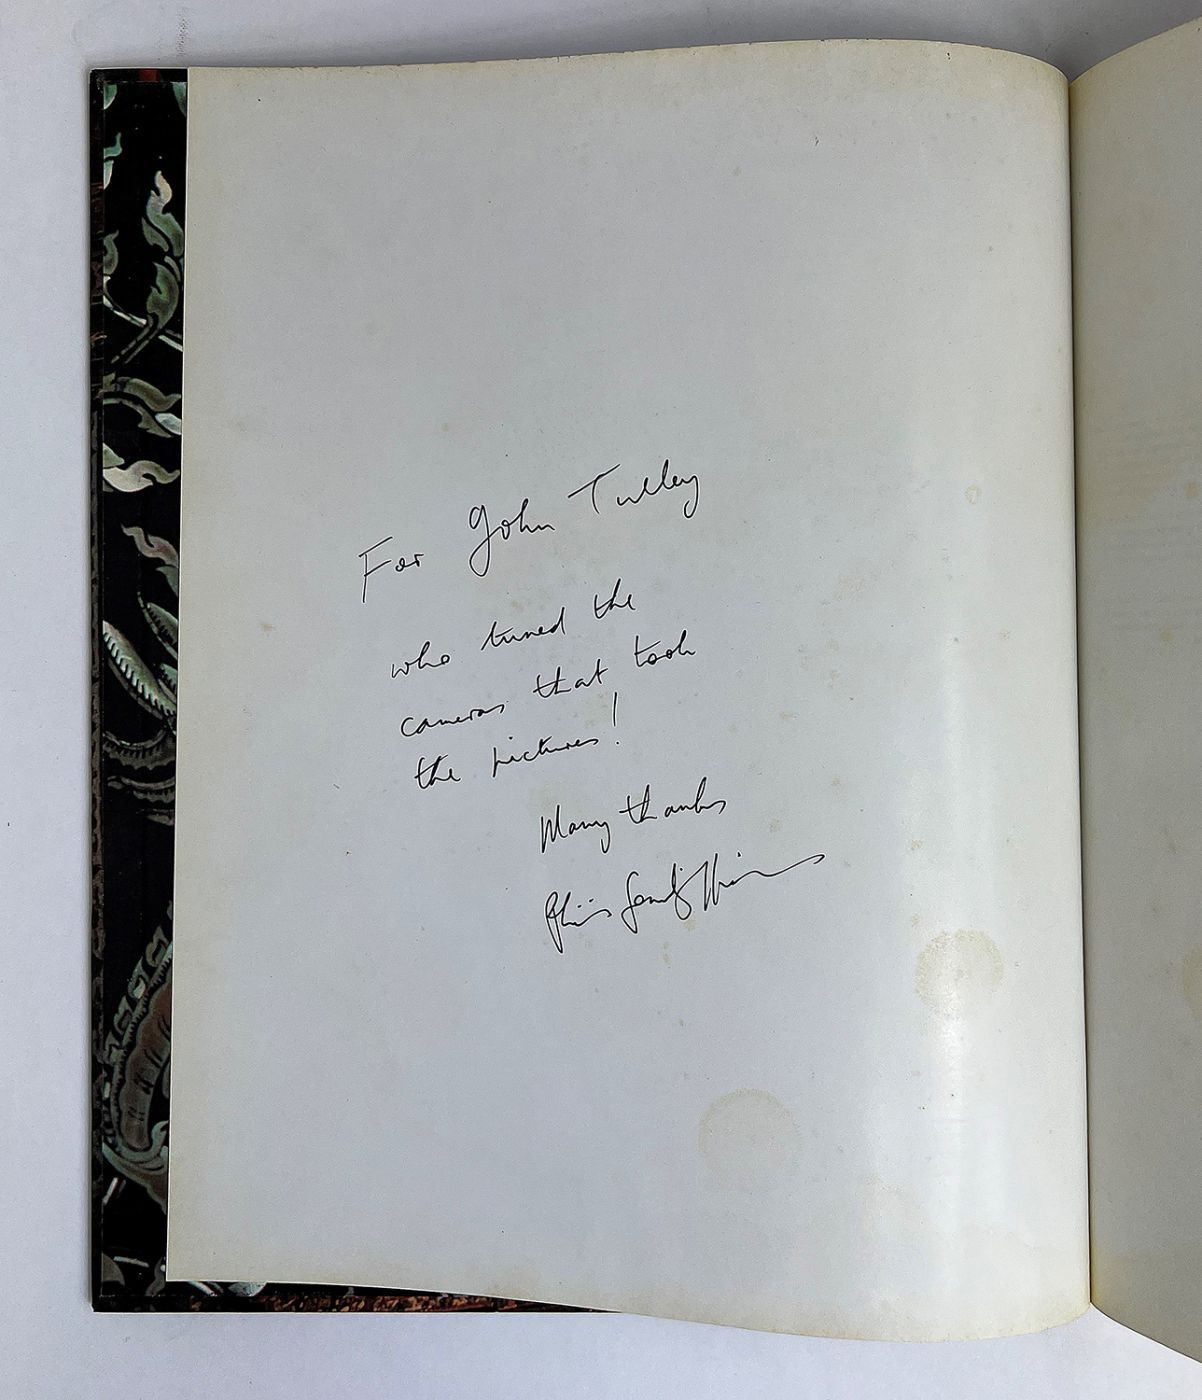 For John Tulley
who tuned the
cameras that took
the pictures!
Many thanks